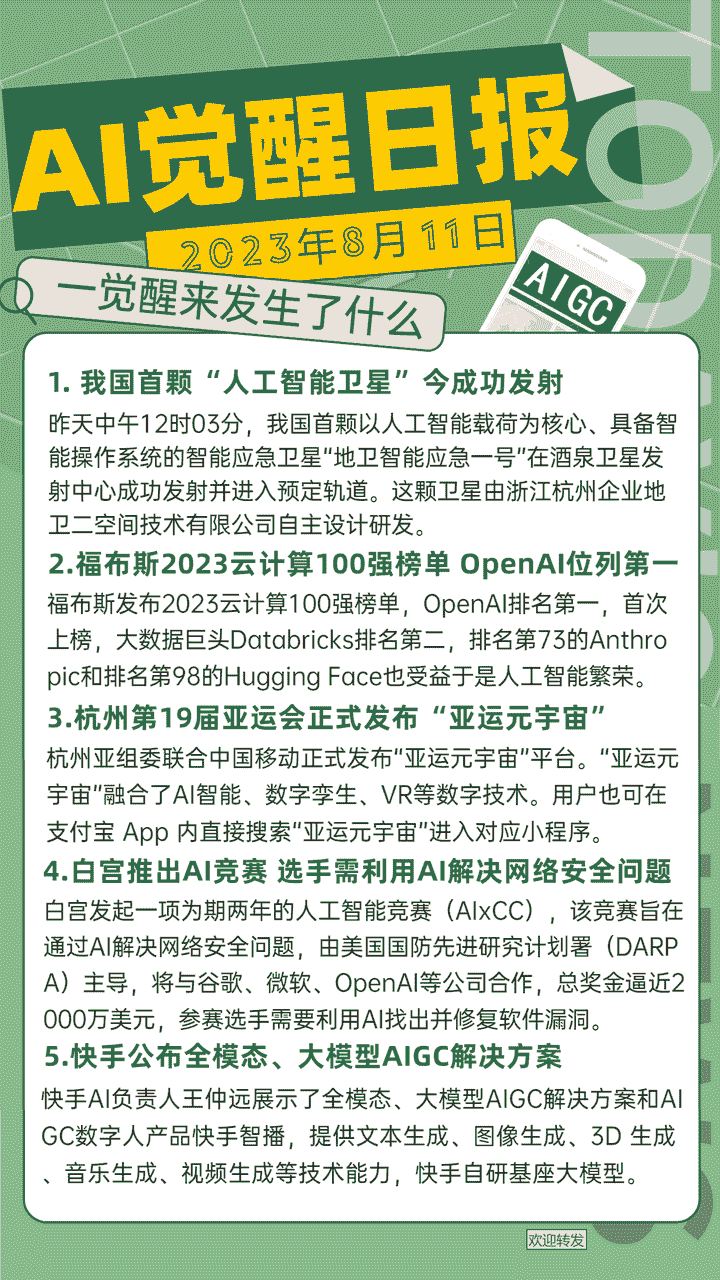 AI觉醒日报
2023年8月11日
一觉醒来发生了什么
AIGC
1. 我国首颗“人工智能卫星”今成功发射
昨天中午12时03分，我国首颗以人工智能载荷为核心、具备智
能操作系统的智能应急卫星“地卫智能应急一号”在酒泉卫星发
射中心成功发射并进入预定轨道。这颗卫星由浙江杭州企业地
卫二空间技术有限公司自主设计研发。
2.福布斯2023云计算100强榜单 OpenAI位列第一
福布斯发布2023云计算100强榜单，OpenAI排名第一，首次
上榜，大数据巨头Databricks排名第二，排名第73的Anthro
pic和排名第98的Hugging Face也受益于是人工智能繁荣。
3.杭州第19届亚运会正式发布“亚运元宇宙”
杭州亚组委联合中国移动正式发布“亚运元宇宙”平台。“亚运元
宇宙”融合了AI智能、数字孪生、VR等数字技术。用户也可在
支付宝 App 内直接搜索“亚运元宇宙”进入对应小程序。
4.白宫推出AI竞赛 选手需利用AI解决网络安全问题
白宫发起一项为期两年的人工智能竞赛（AIxCC），该竞赛旨在
通过AI解决网络安全问题，由美国国防先进研究计划署（DARP
A）主导，将与谷歌、微软、OpenAI等公司合作，总奖金逼近2
000万美元，参赛选手需要利用AI找出并修复软件漏洞。
5.快手公布全模态、大模型AIGC解决方案
快手AI负责人王仲远展示了全模态、大模型AIGC解决方案和AI
GC数字人产品快手智播，提供文本生成、图像生成、3D 生成
、音乐生成、视频生成等技术能力，快手自研基座大模型。
欢迎转发